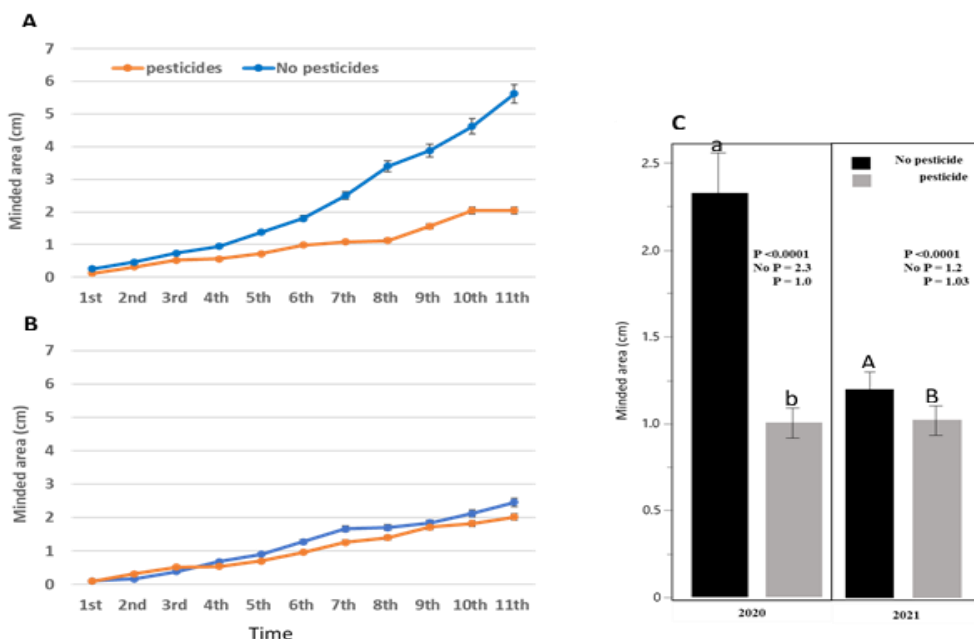 A
7
6
5
4
3
2
1
0
pesticides No pesticides
Minded area (cm)
1st 2nd 3rd 4th 5th 6th 7th 8th 9th 10th 11th
B
7
6
5
4
3
2
1
0
Minded area (cm)
1st 2nd 3rd 4th 5th 6th 7th 8th 9th 10th 11th
Time
C
2.5
2.0
1.5
1.0
0.5
0
Minded area (cm)
No pesticide
pesticide
a
b
P <0.0001
No P = 2.3
P = 1.0
A
B
P <0.0001
No P = 1.2
P = 1.03
2020 2021